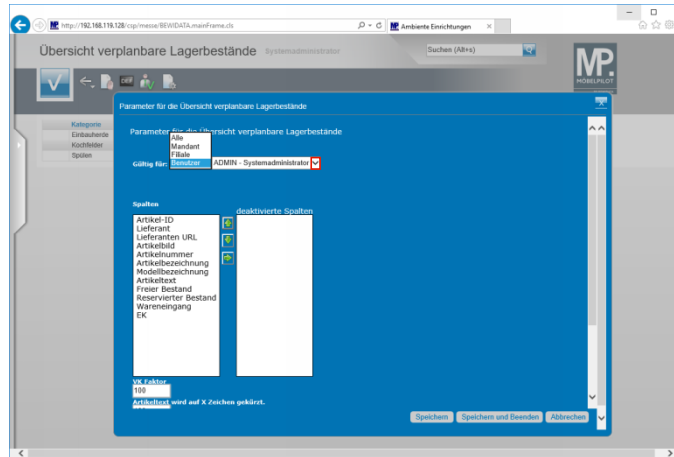 http://192.168.119.128/csp/messe/BEWIDATA.mainFrame.cls
Ambiente Einrichtungen
Übersicht verplanbare Lagerbestände Systemadministrator
Suchen (Alt+s)
MP.
MÖBELPILOT
Parameter für die Übersicht verplanbare Lagerbestände
Kategorie
Einbauherde
Kochfelder
Spülen
Parameter für die Übersicht verplanbare Lagerbestände
Alle
Mandant
Filiale
Benutzer
Gültig für:
ADMIN - Systemadministrator
Spalten
deaktivierte Spalten
Artikel-ID
Lieferant
Lieferanten URL
Artikelbild
Artikelnummer
Artikelbezeichnung
Modellbezeichnung
Artikeltext
Freier Bestand
Reservierter Bestand
Wareneingang
EK
VK Faktor
100
Artikeltext wird auf X Zeichen gekürzt.
Speichern
Speichern und Beenden
Abbrechen